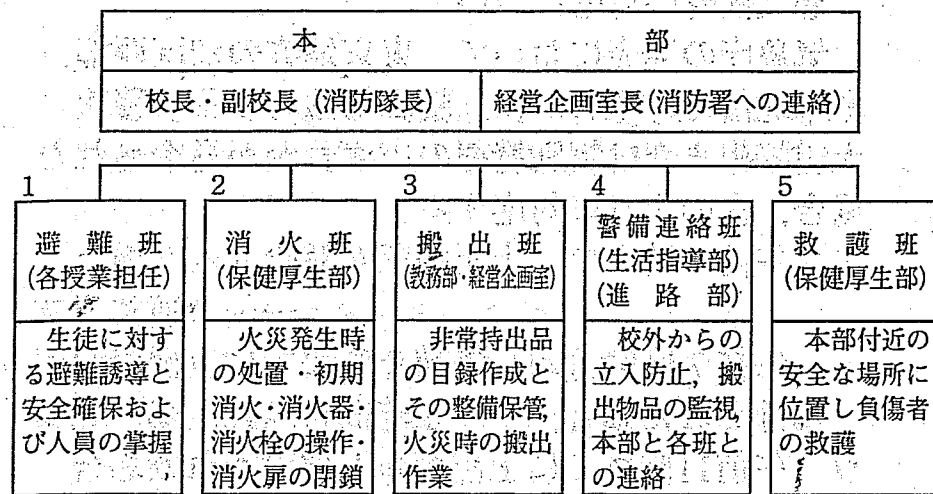 本部
校長・副校長(消防隊長)
経営企画室長(消防署への連絡)
1
避難班
(各授業担任)
生徒に対す
る避難誘導と
安全確保およ
び人員の掌握
2
消火班
(保健厚生部)
火災発生時
の処置・初期
消火・消火器・
消火栓の操作・
消火扉の閉鎖
3
搬出班
(教務部・経営企画室)
非常持出品
の目録作成と
その整備保管,
火災時の搬出
作業
4
警備連絡班
(生活指導部)
(進路部)
校外からの
立入防止,搬
出物品の監視,
本部と各班と
の連絡
5
救護班
(保健厚生部)
本部付近の
安全な場所に
位置し負傷者
の救護